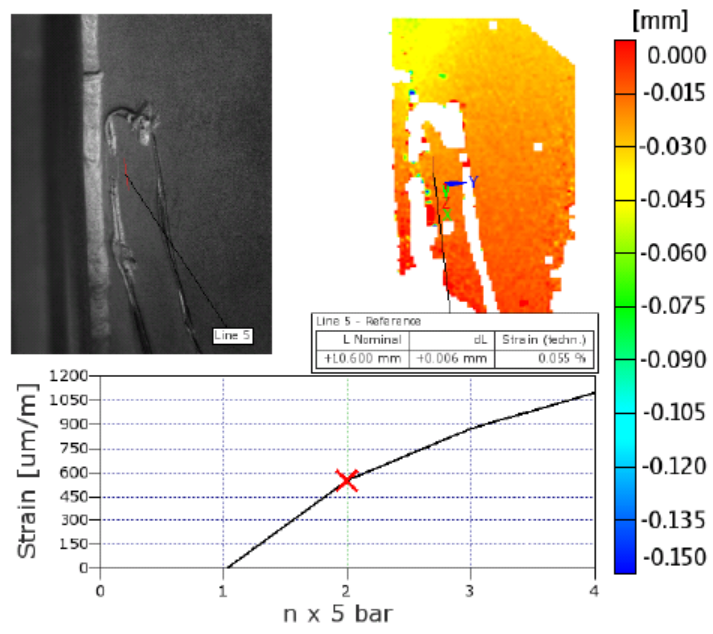 [mm]
0.000
-0.015
-0.030
-0.045
-0.060
-0.075
-0.090
-0.105
-0.120
-0.135
-0.150
Y
Z
Line 5
Line 5 - Reference
L Nominal dL Strain (techn.)
+10.600 mm +0.006 mm 0.055 %
Strain [um/m]
1200
1050
900
750
600
450
300
150
0
0 1 2 3 4
n x 5 bar